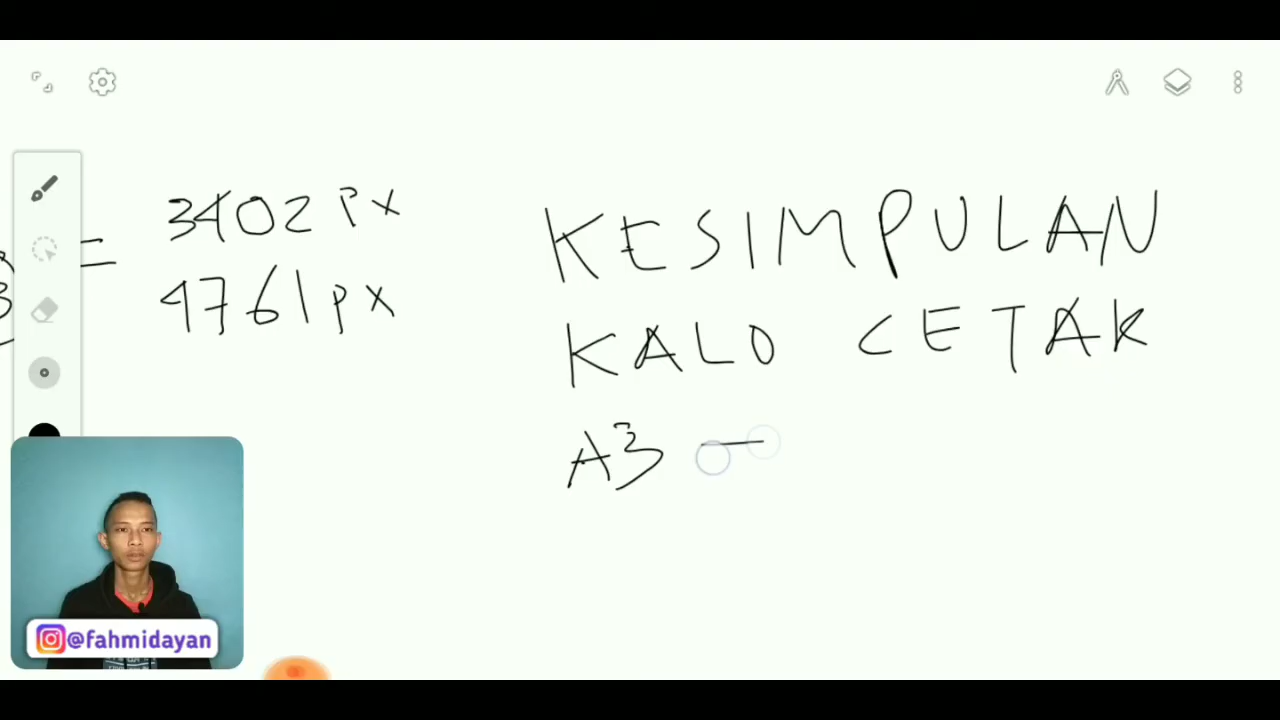 3402 px
4761 px
=
KESIMPULAN
KALO CETAK
A3 =
@fahmidayan